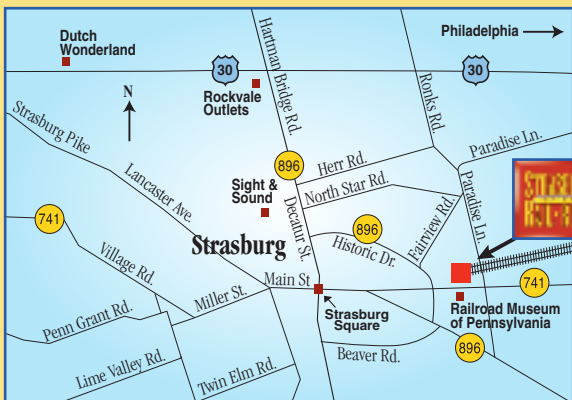 Philadelphia
Dutch
Wonderland
30
30
Rockvale
Outlets
Hartman Bridge Rd.
Ronks Rd.
N
Strasburg Pike
Lancaster Ave.
896
Herr Rd.
Paradise Ln.
Sight &
Sound
North Star Rd.
Paradise Ln.
741
Decatur St.
896
Fairview Rd.
Strasburg
Historic Dr.
Village Rd.
Main St
741
Miller St.
Strasburg
Square
Railroad Museum
of Pennsylvania
Penn Grant Rd.
896
Beaver Rd.
Lime Valley Rd.
Twin Elm Rd.